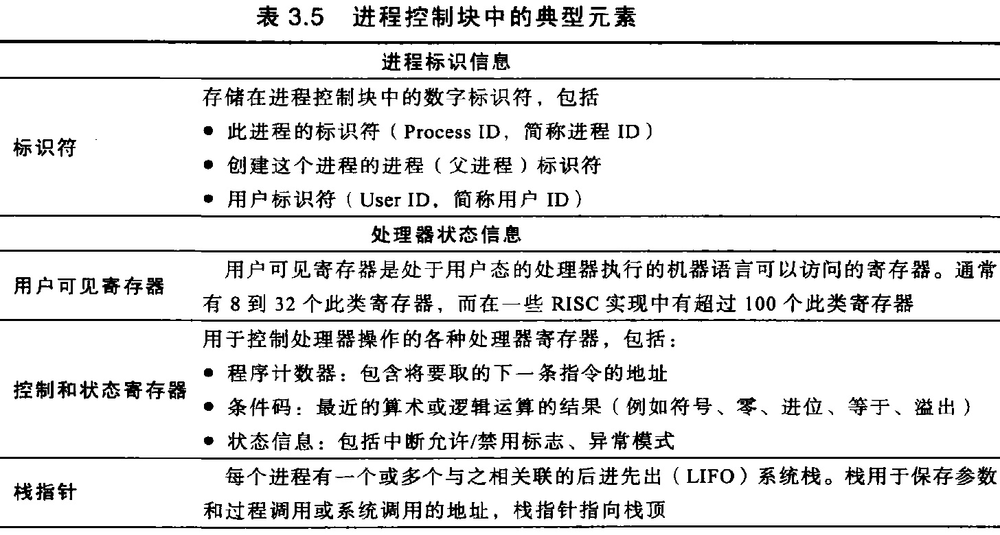 表 3.5 进程控制块中的典型元素
进程标识信息
存储在进程控制块中的数字标识符，包括
● 此进程的标识符（Process ID，简称进程 ID）
标识符
● 创建这个进程的进程（父进程）标识符
● 用户标识符（User ID，简称用户 ID）
处理器状态信息
用户可见寄存器
用户可见寄存器是处于用户态的处理器执行的机器语言可以访问的寄存器。通常
有 8 到 32 个此类寄存器，而在一些 RISC 实现中有超过 100 个此类寄存器
用于控制处理器操作的各种处理器寄存器，包括：
● 程序计数器：包含将要取的下一条指令的地址
控制和状态寄存器
● 条件码：最近的算术或逻辑运算的结果（例如符号、零、进位、等于、溢出）
● 状态信息：包括中断允许/禁用标志、异常模式
栈指针
每个进程有一个或多个与之相关联的后进先出（LIFO）系统栈。栈用于保存参数
和过程调用或系统调用的地址，栈指针指向栈顶